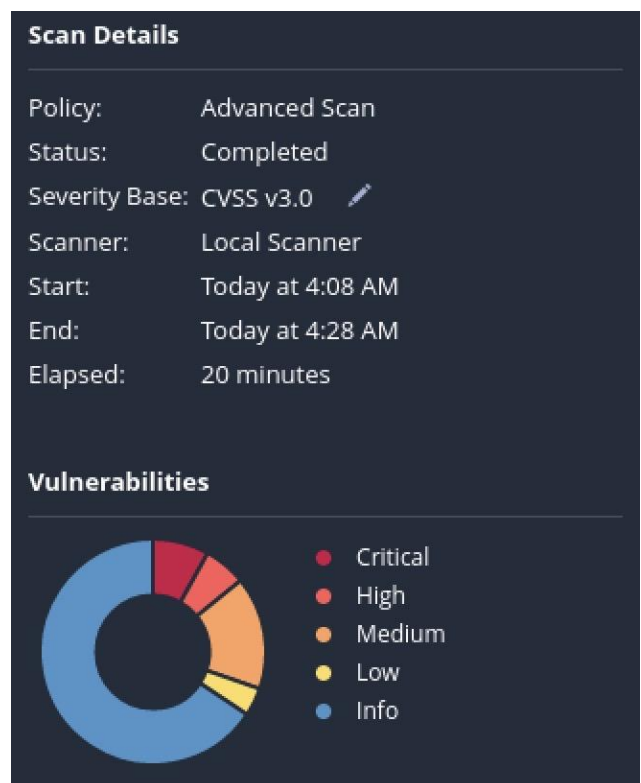 Scan Details
Policy: Advanced Scan
Status: Completed
Severity Base: CVSS v3.0
Scanner: Local Scanner
Start: Today at 4:08 AM
End: Today at 4:28 AM
Elapsed: 20 minutes
Vulnerabilities
Critical
High
Medium
Low
Info